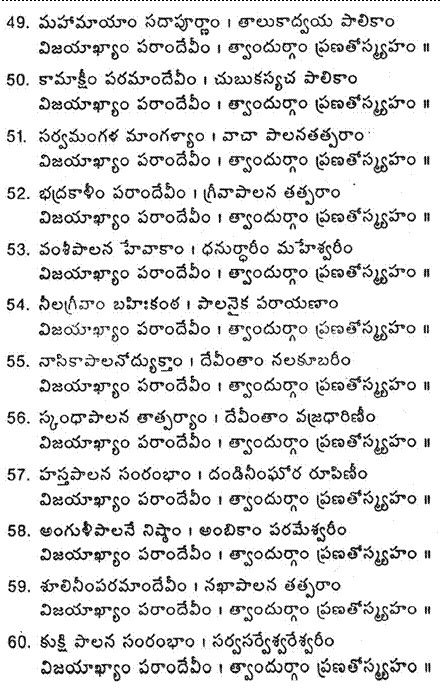 49. మహామాయాం సదాపూర్ణాం । తాలుకాద్వయ పాలికాం
విజయాఖ్యాం పరాందేవీం । త్వాందుర్గాం ప్రణతోస్మ్యహం ॥
50. కామాక్షీం పరమాందేవీం । చుబుకస్యచ పాలికాం
విజయాఖ్యాం పరాందేవీం । త్వాందుర్గాం ప్రణతోస్మ్యహం ॥
51. సర్వమంగళ మాంగళ్యాం । వాచా పాలనతత్పరాం
విజయాఖ్యాం పరాందేవీం । త్వాందుర్గాం ప్రణతోస్మ్యహం ॥
52. భద్రకాళీం పరాందేవీం । గ్రీవాపాలన తత్పరాం
విజయాఖ్యాం పరాందేవీం । త్వాందుర్గాం ప్రణతోస్మ్యహం ॥
53. వంశీపాలన హేవాకాం । ధనుర్ధారీం మహేశ్వరీం
విజయాఖ్యాం పరాందేవీం । త్వాందుర్గాం ప్రణతోస్మ్యహం ॥
54. నీలగ్రీవాం బహిఃకంఠ । పాలనైక పరాయణాం
విజయాఖ్యాం పరాందేవీం । త్వాందుర్గాం ప్రణతోస్మ్యహం ॥
55. నాసికాపాలనోద్యుక్తాం । దేవీంతాం నలకూబరీం
విజయాఖ్యాం పరాందేవీం । త్వాందుర్గాం ప్రణతోస్మ్యహం ॥
56. స్కంధాపాలన తాత్పర్యాం । దేవీంతాం వజ్రధారిణీం
విజయాఖ్యాం పరాందేవీం । త్వాందుర్గాం ప్రణతోస్మ్యహం ॥
57. హస్తపాలన సంరంభాం । దండినీంఘోర రూపిణీం
విజయాఖ్యాం పరాందేవీం । త్వాందుర్గాం ప్రణతోస్మ్యహం ॥
58. అంగుళీపాలనే నిష్ఠాం । అంబికాం పరమేశ్వరీం
విజయాఖ్యాం పరాందేవీం । త్వాందుర్గాం ప్రణతోస్మ్యహం ॥
59. శూలినీంపరమాందేవీం । నఖాపాలన తత్పరాం
విజయాఖ్యాం పరాందేవీం । త్వాందుర్గాం ప్రణతోస్మ్యహం ॥
60. కుక్షి పాలన సంరంభాం । సర్వసర్వేశ్వరేశ్వరీం
విజయాఖ్యాం పరాందేవీం । త్వాందుర్గాం ప్రణతోస్మ్యహం ॥